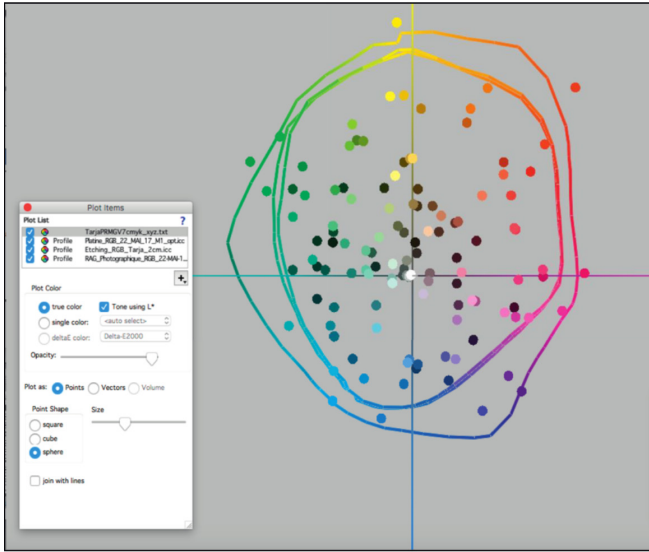 Plot Items
Plot List ?
TarjaPRMGV7cmyk_xyz.txt
Profile Platine_RGB_22_MAI_17_M1_opt.icc
Profile Etching_RGB_Tarja_2cm.icc
Profile RAG_Photographique_RGB_22-MAI-1...
+
Plot Color
true color Tone using L*
single color: <auto select>
deltaE color: Delta-E2000
Opacity:
Plot as: Points Vectors Volume
Point Shape Size
square
cube
sphere
join with lines